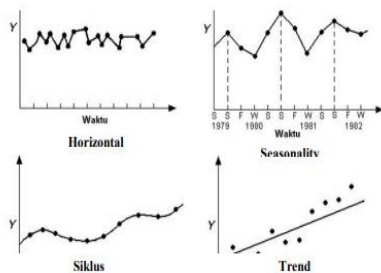 Y
Waktu
Horizontal
Y
S S F W S S F W S S F W
1979 1980 1981 1982
Waktu
Seasonality
Y
Siklus
Y
Trend